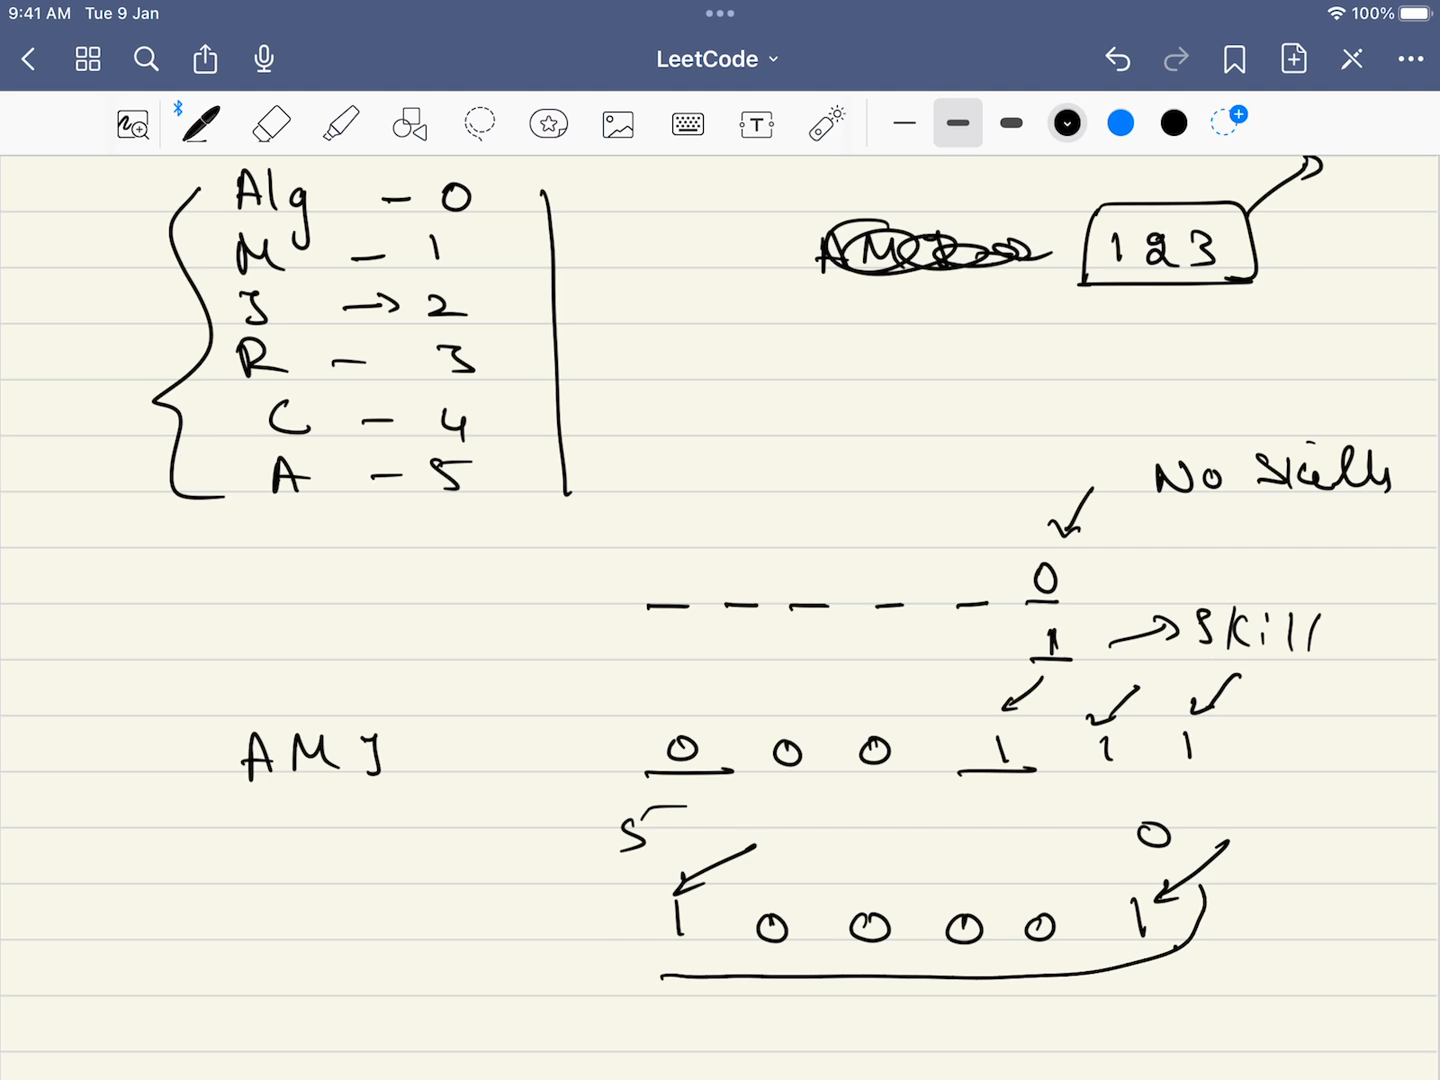 9:41 AM Tue 9 Jan
100%
LeetCode
T
Alg - 0
M - 1
J → 2
R - 3
C - 4
A - 5
1 2 3
No Skills
_ _ _ _ _ 0
1 → Skill
A M J 0 0 0 1 1 1
5 0
1 0 0 0 0 1